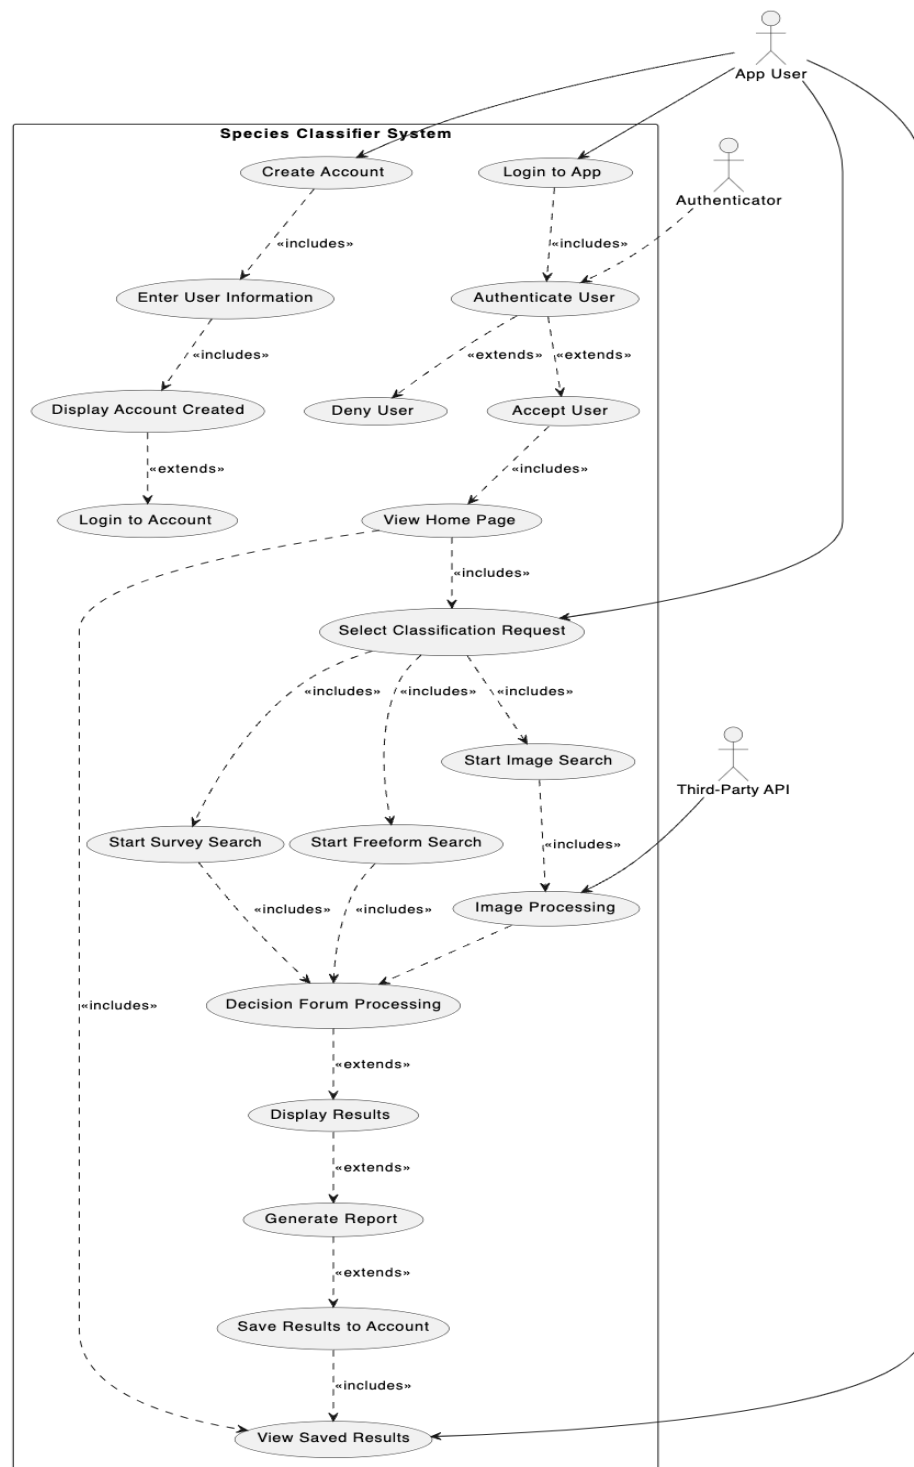 App User
Species Classifier System
Create Account
Login to App
Authenticator
«includes»
«includes»
Enter User Information
Authenticate User
«includes»
«extends»
«extends»
Display Account Created
Deny User
Accept User
«extends»
«includes»
Login to Account
View Home Page
«includes»
Select Classification Request
«includes»
«includes»
«includes»
Start Image Search
Third-Party API
Start Survey Search
Start Freeform Search
«includes»
«includes»
«includes»
Image Processing
Decision Forum Processing
«includes»
«extends»
Display Results
«extends»
Generate Report
«extends»
Save Results to Account
«includes»
View Saved Results